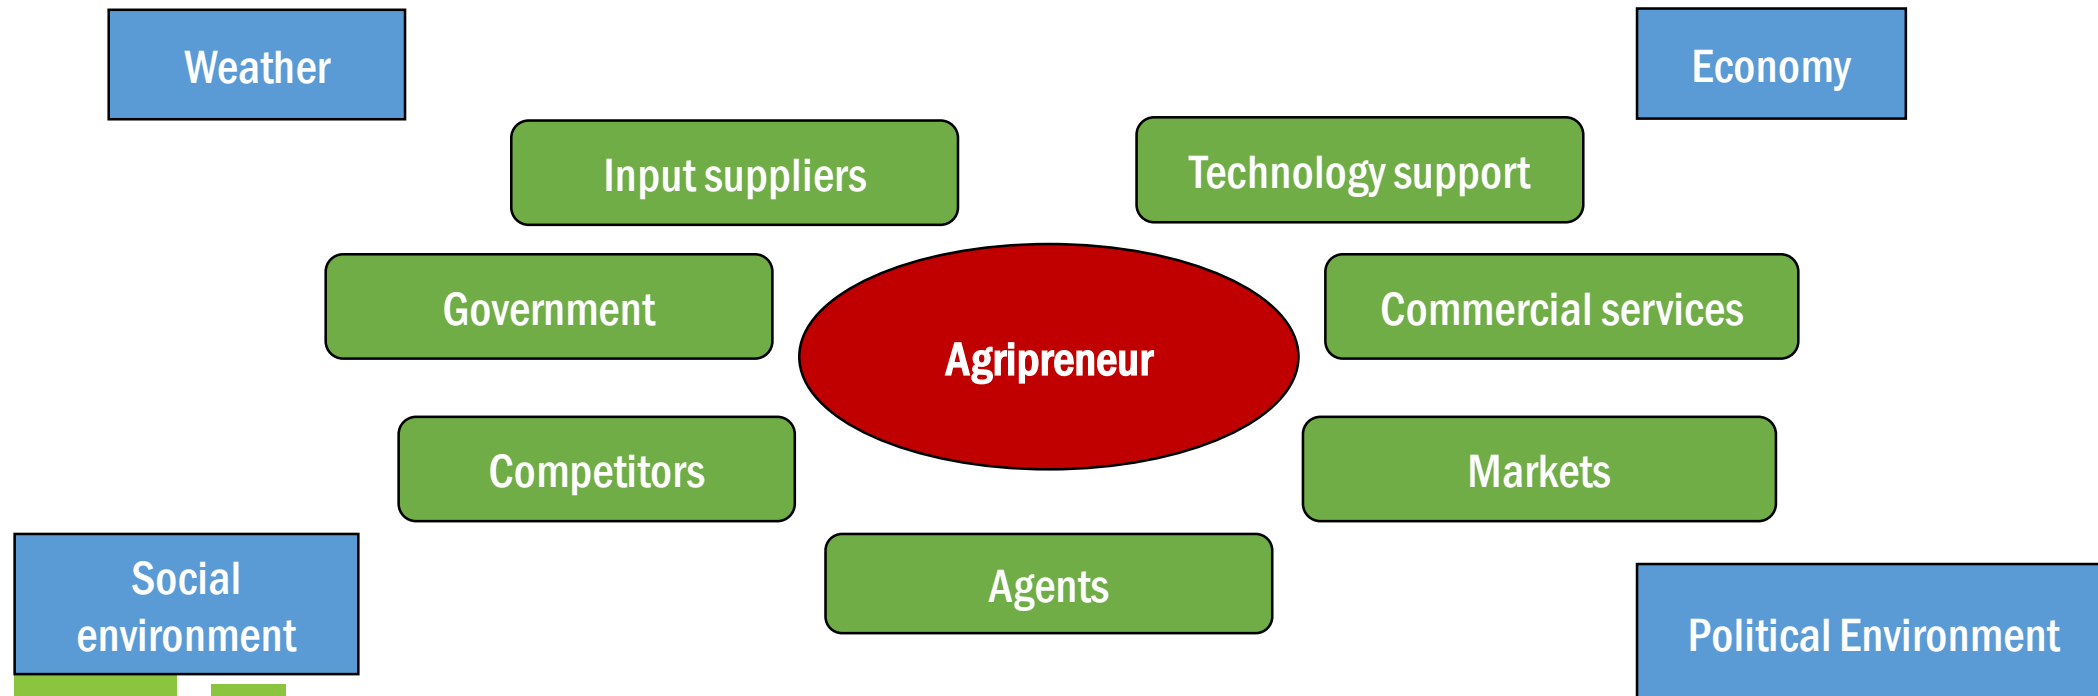 Weather
Economy
Input suppliers
Technology support
Government
Commercial services
Agripreneur
Competitors
Markets
Social
environment
Agents
Political Environment